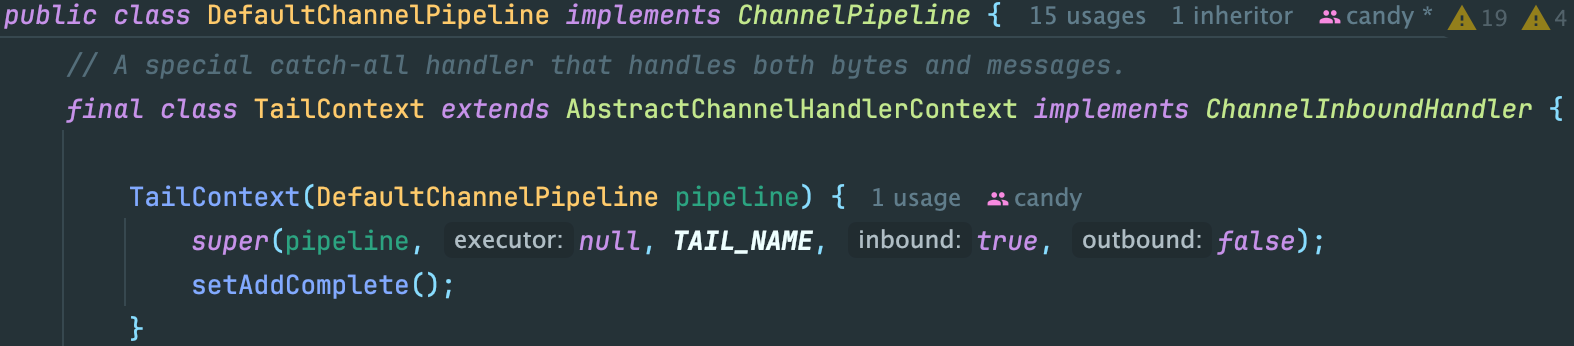 public class DefaultChannelPipeline implements ChannelPipeline { 15 usages 1 inheritor candy * 19 4
// A special catch-all handler that handles both bytes and messages.
final class TailContext extends AbstractChannelHandlerContext implements ChannelInboundHandler {
TailContext(DefaultChannelPipeline pipeline) { 1 usage candy
super(pipeline, executor: null, TAIL_NAME, inbound: true, outbound: false);
setAddComplete();
}